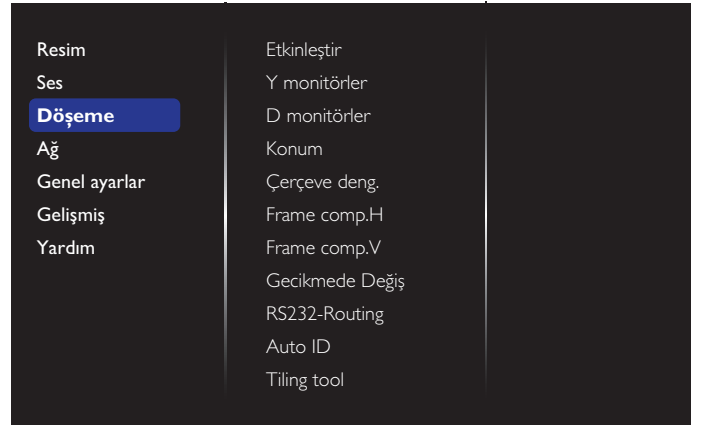 Resim
Ses
Döşeme
Ağ
Genel ayarlar
Gelişmiş
Yardım
Etkinleştir
Y monitörler
D monitörler
Konum
Çerçeve deng.
Frame comp.H
Frame comp.V
Gecikmede Değiş
RS232-Routing
Auto ID
Tiling tool